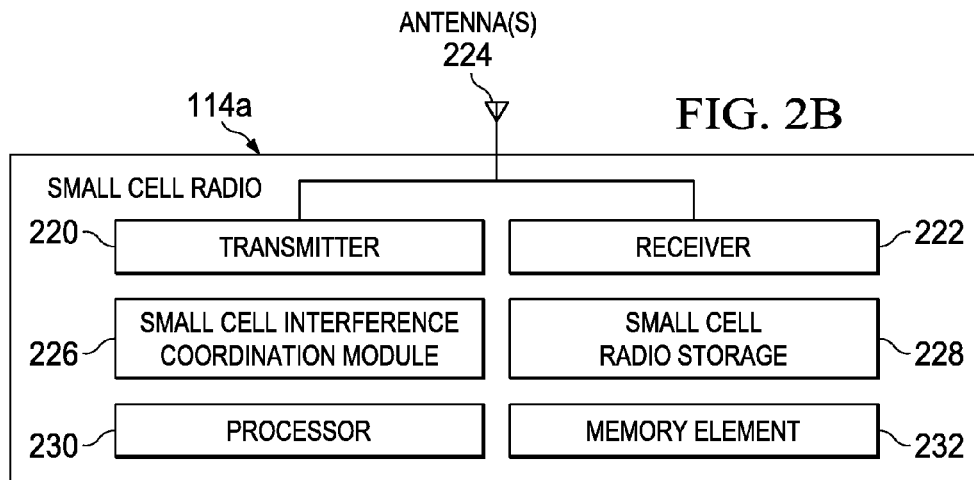 ANTENNA(S)
224
114a
FIG. 2B
SMALL CELL RADIO
220
TRANSMITTER
RECEIVER
222
226
SMALL CELL INTERFERENCE
COORDINATION MODULE
SMALL CELL
RADIO STORAGE
228
230
PROCESSOR
MEMORY ELEMENT
232